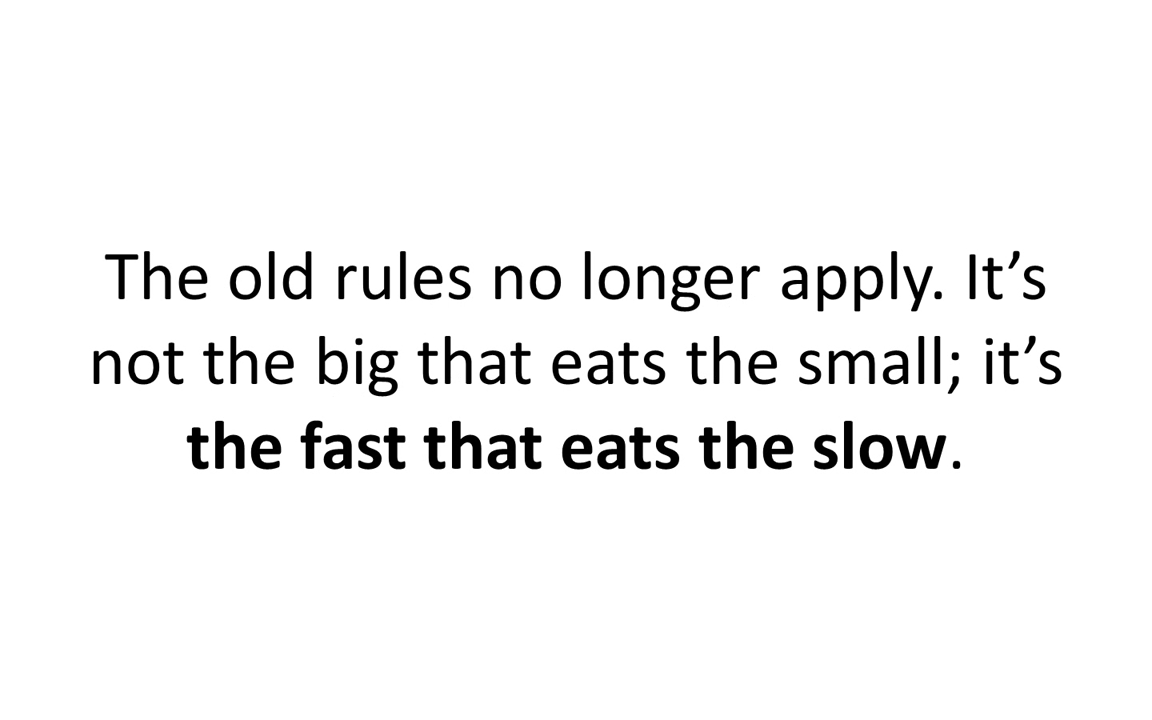 The old rules no longer apply. It’s
not the big that eats the small; it’s
the fast that eats the slow.